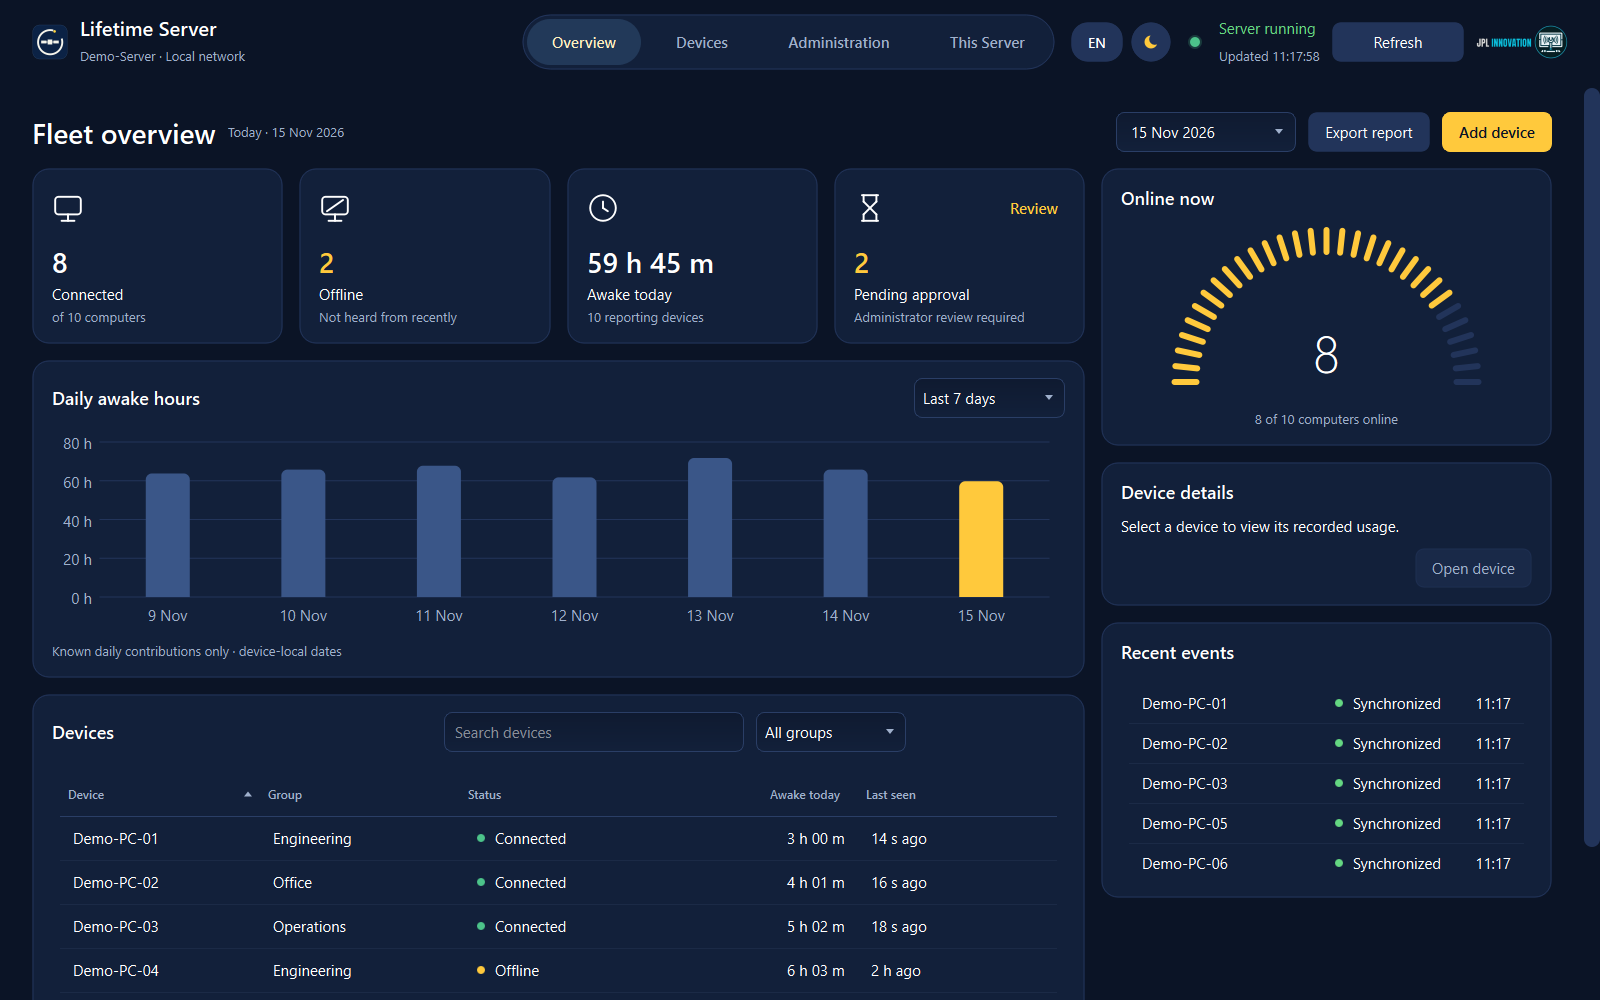 Lifetime Server
Demo-Server · Local network
Overview
Devices
Administration
This Server
EN
Server running
Updated 11:17:58
Refresh
JPL INNOVATION
Fleet overview
Today · 15 Nov 2026
15 Nov 2026
Export report
Add device
8
Connected
of 10 computers
2
Offline
Not heard from recently
59 h 45 m
Awake today
10 reporting devices
Review
2
Pending approval
Administrator review required
Online now
8
8 of 10 computers online
Daily awake hours
Last 7 days
80 h
60 h
40 h
20 h
0 h
9 Nov
10 Nov
11 Nov
12 Nov
13 Nov
14 Nov
15 Nov
Known daily contributions only · device-local dates
Device details
Select a device to view its recorded usage.
Open device
Recent events
Demo-PC-01 Synchronized 11:17
Demo-PC-02 Synchronized 11:17
Demo-PC-03 Synchronized 11:17
Demo-PC-05 Synchronized 11:17
Demo-PC-06 Synchronized 11:17
Devices
Search devices
All groups
Device Group Status Awake today Last seen
Demo-PC-01 Engineering Connected 3 h 00 m 14 s ago
Demo-PC-02 Office Connected 4 h 01 m 16 s ago
Demo-PC-03 Operations Connected 5 h 02 m 18 s ago
Demo-PC-04 Engineering Offline 6 h 03 m 2 h ago